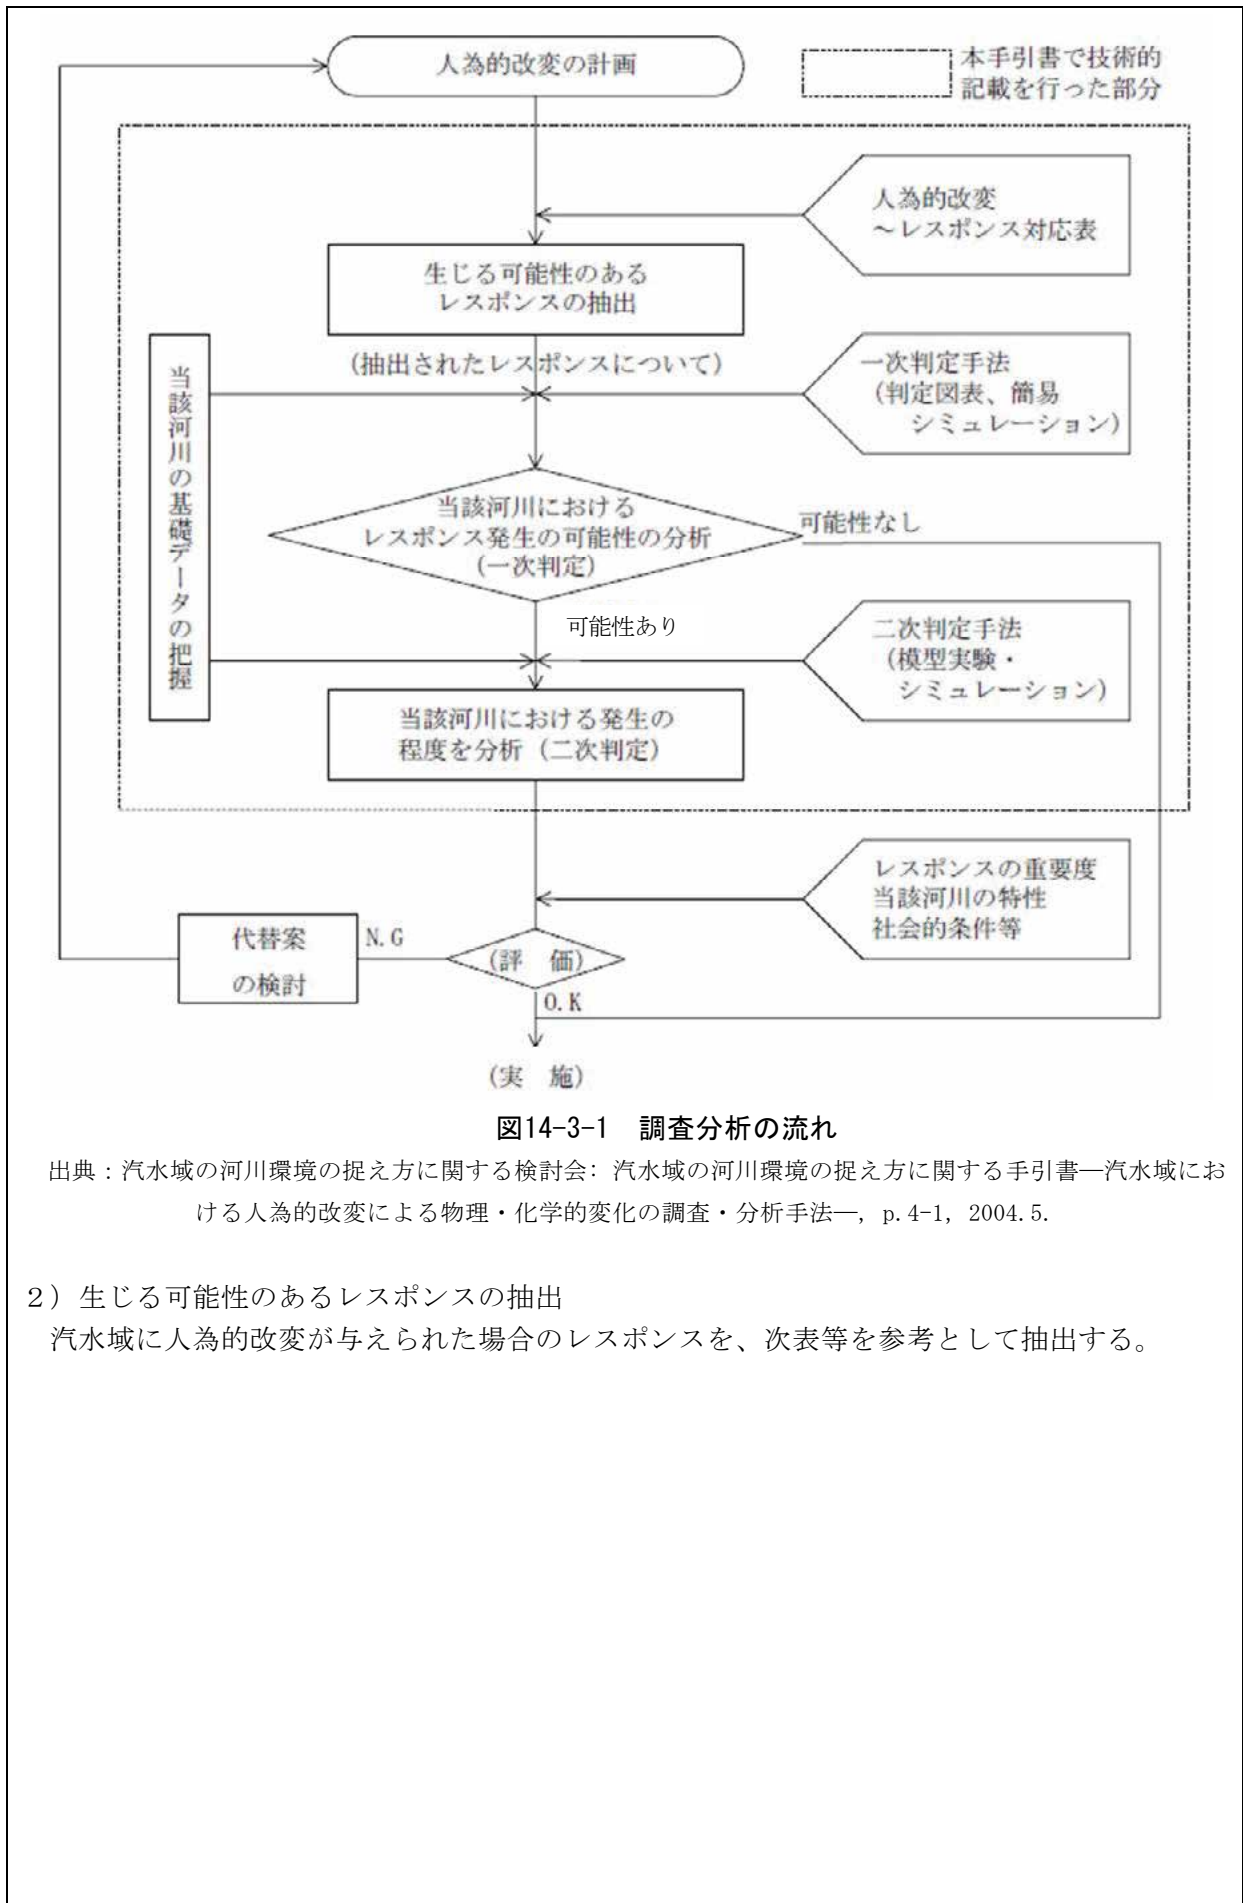 人為的改変の計画
本手引書で技術的
記載を行った部分
人為的改変
～レスポンス対応表
生じる可能性のある
レスポンスの抽出
(抽出されたレスポンスについて)
一次判定手法
(判定図表、簡易
シミュレーション)
当該河川の基礎データの把握
当該河川における
レスポンス発生の可能性の分析
(一次判定)
可能性なし
可能性あり
二次判定手法
(模型実験・
シミュレーション)
当該河川における発生の
程度を分析 (二次判定)
レスポンスの重要度
当該河川の特性
社会的条件等
代替案
の検討
N.G
(評 価)
O.K
(実 施)
図14-3-1 調査分析の流れ
出典：汽水域の河川環境の捉え方に関する検討会: 汽水域の河川環境の捉え方に関する手引書―汽水域にお
ける人為的改変による物理・化学的変化の調査・分析手法―, p.4-1, 2004.5.
２）生じる可能性のあるレスポンスの抽出
汽水域に人為的改変が与えられた場合のレスポンスを、次表等を参考として抽出する。